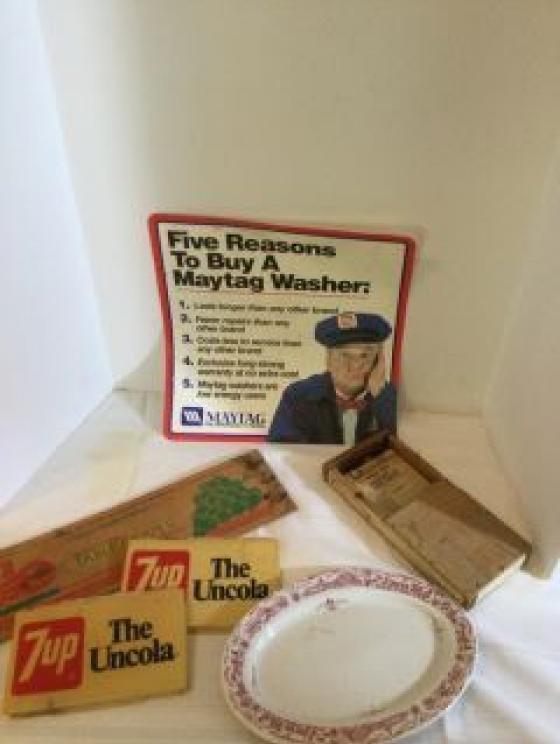 Five Reasons
To Buy A
Maytag Washer:
1. Lasts longer than any other brand
2. Fewer repairs than any
other brand
3. Costs less to service than
any other brand
4. Exclusive long-strong
warranty at no extra cost
5. Maytag washers are
low energy users
MAYTAG
7up The
Uncola
7up The
Uncola